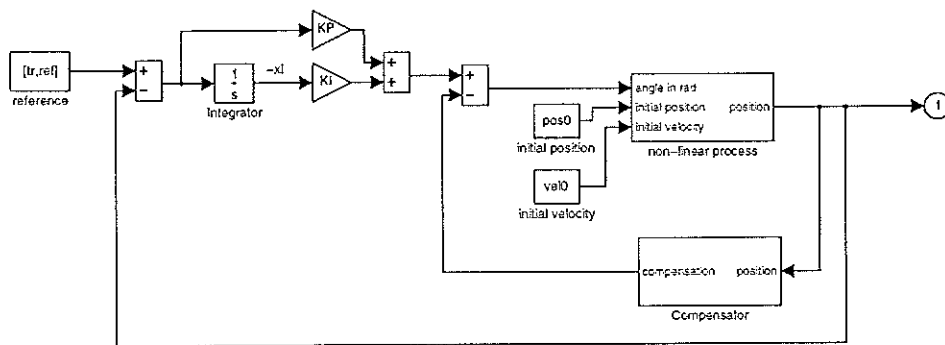 KP
[tr,ref]
+
−
reference
1
s
Integrator
−xI
Ki
+
+
+
−
angle in rad
initial position
initial velocity
position
non−linear process
1
pos0
initial position
vel0
initial velocity
compensation
position
Compensator